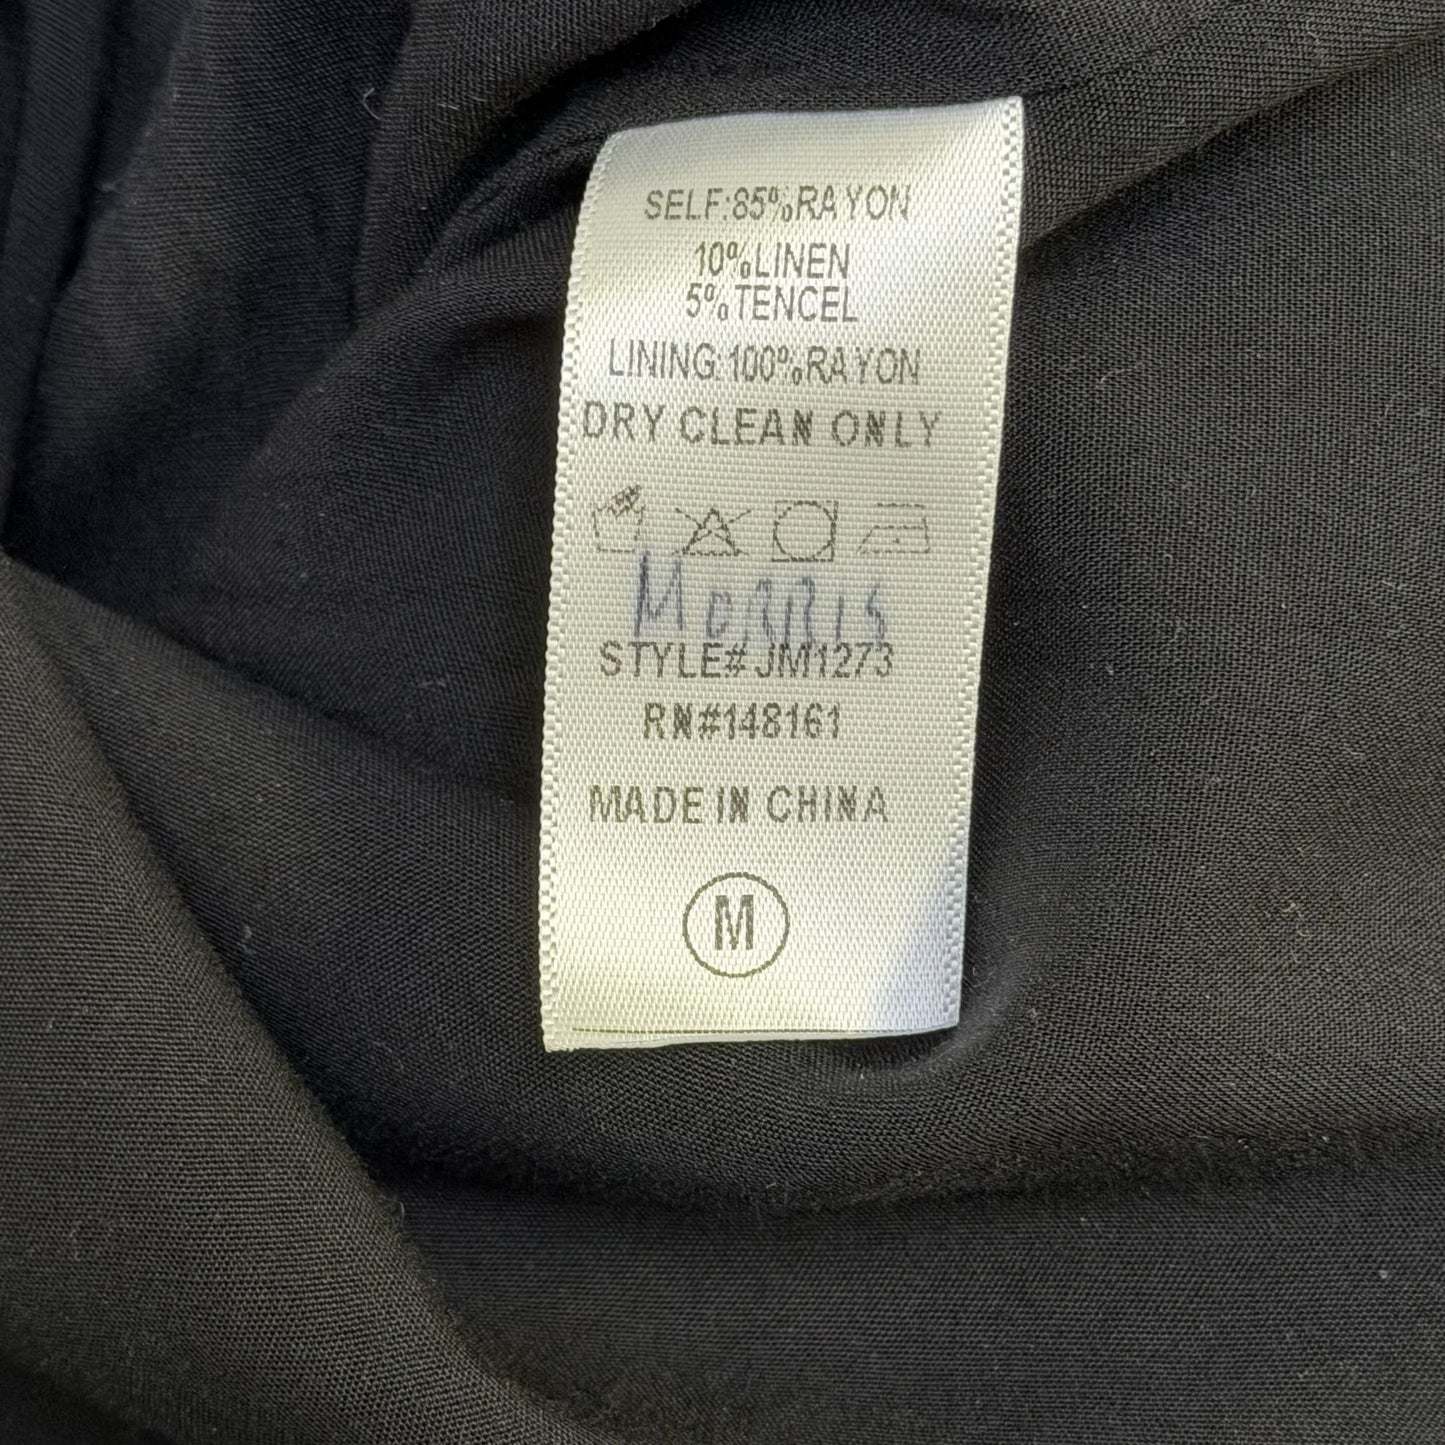 SELF:85%RAYON
10%LINEN
5%TENCEL
LINING:100%RAYON
DRY CLEAN ONLY
MORRIS
STYLE#JM1273
RN#148161
MADE IN CHINA
M